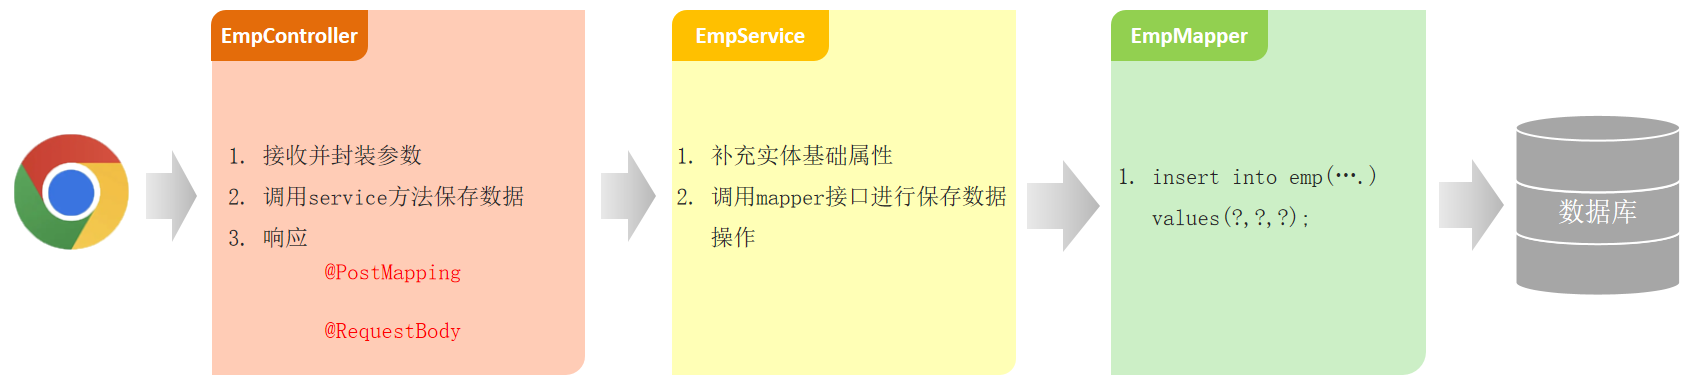 EmpController
1. 接收并封装参数
2. 调用service方法保存数据
3. 响应
@PostMapping
@RequestBody
EmpService
1. 补充实体基础属性
2. 调用mapper接口进行保存数据
操作
EmpMapper
1. insert into emp(….)
values(?,?,?);
数据库